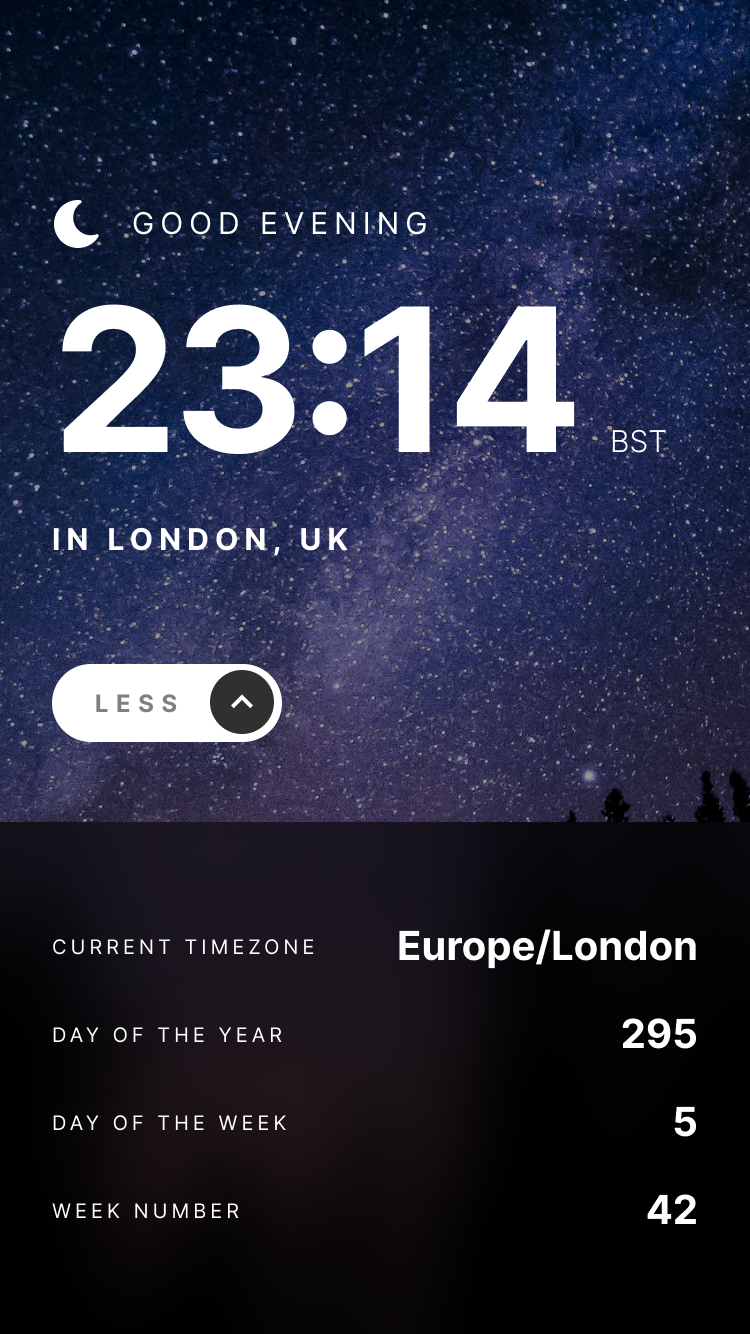 GOOD EVENING
23:14 BST
IN LONDON, UK
LESS
CURRENT TIMEZONE Europe/London
DAY OF THE YEAR 295
DAY OF THE WEEK 5
WEEK NUMBER 42